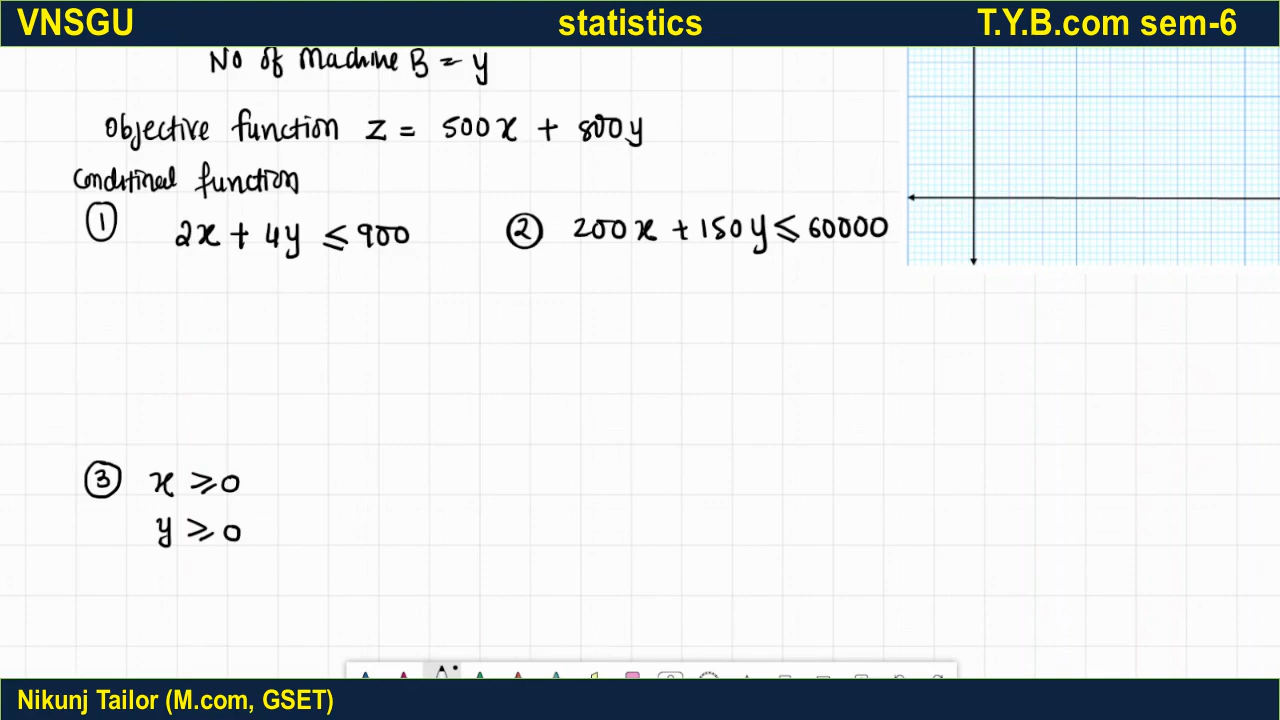 VNSGU statistics T.Y.B.com sem-6
No of Machine B = y
Objective function Z = 500x + 800y
Conditinal function
① 2x + 4y ≤ 900 ② 200x + 150y ≤ 60000
③ x ≥ 0
y ≥ 0
Nikunj Tailor (M.com, GSET)